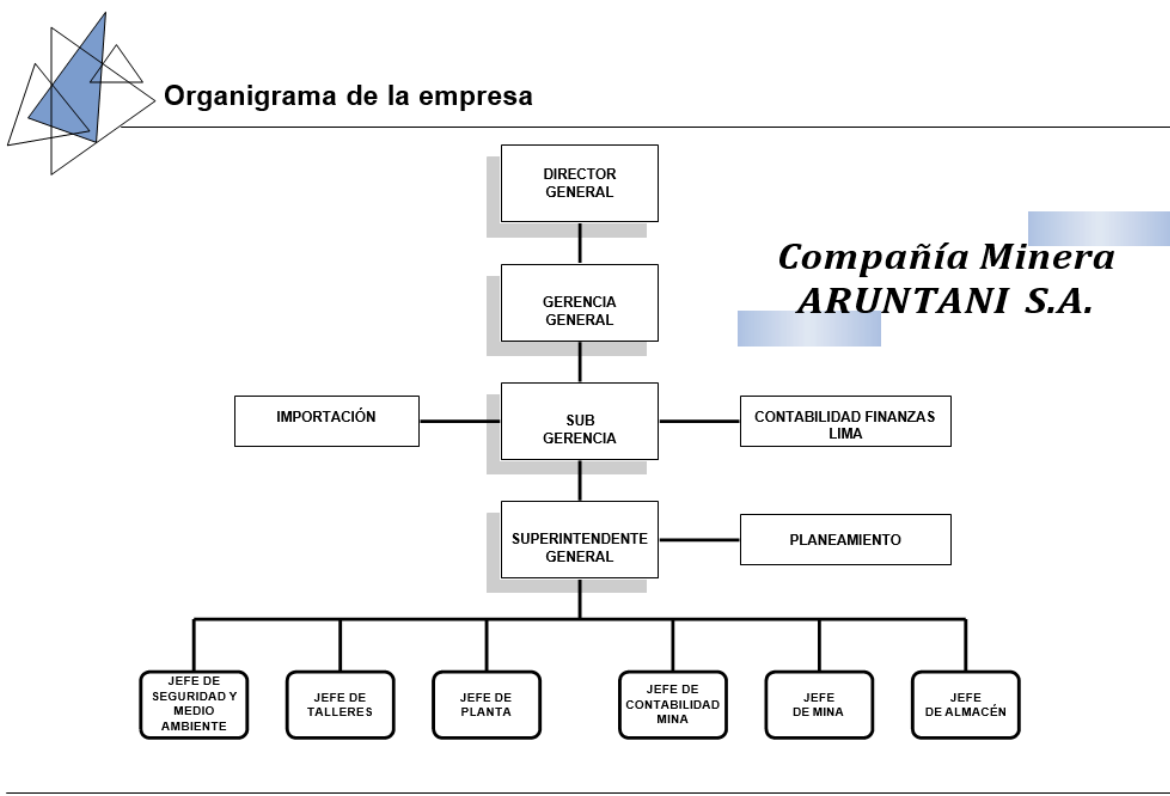 Organigrama de la empresa
DIRECTOR
GENERAL
Compañía Minera
ARUNTANI S.A.
GERENCIA
GENERAL
IMPORTACIÓN
SUB
GERENCIA
CONTABILIDAD FINANZAS
LIMA
SUPERINTENDENTE
GENERAL
PLANEAMIENTO
JEFE DE
SEGURIDAD Y
MEDIO
AMBIENTE
JEFE DE
TALLERES
JEFE DE
PLANTA
JEFE DE
CONTABILIDAD
MINA
JEFE
DE MINA
JEFE
DE ALMACÉN